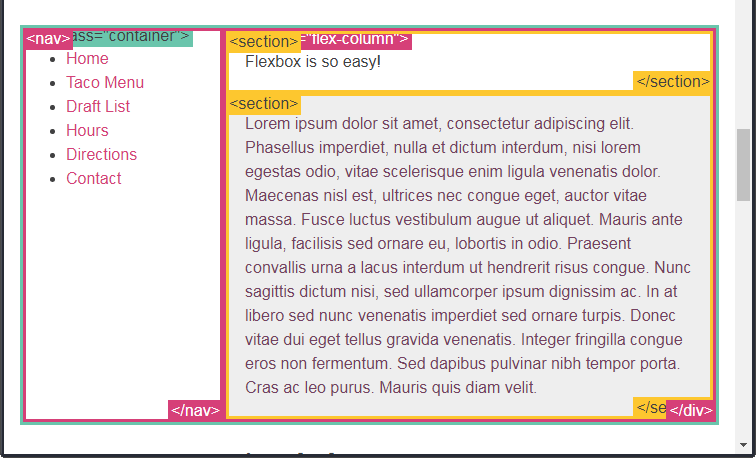 <nav>
ass="container">
<section>
="flex-column">
Home
Flexbox is so easy!
Taco Menu
</section>
Draft List
<section>
Hours
Lorem ipsum dolor sit amet, consectetur adipiscing elit.
Directions
Phasellus imperdiet, nulla et dictum interdum, nisi lorem
Contact
egestas odio, vitae scelerisque enim ligula venenatis dolor.
Maecenas nisl est, ultrices nec congue eget, auctor vitae
massa. Fusce luctus vestibulum augue ut aliquet. Mauris ante
ligula, facilisis sed ornare eu, lobortis in odio. Praesent
convallis urna a lacus interdum ut hendrerit risus congue. Nunc
sagittis dictum nisi, sed ullamcorper ipsum dignissim ac. In at
libero sed nunc venenatis imperdiet sed ornare turpis. Donec
vitae dui eget tellus gravida venenatis. Integer fringilla congue
eros non fermentum. Sed dapibus pulvinar nibh tempor porta.
Cras ac leo purus. Mauris quis diam velit.
</nav>
</se
</div>